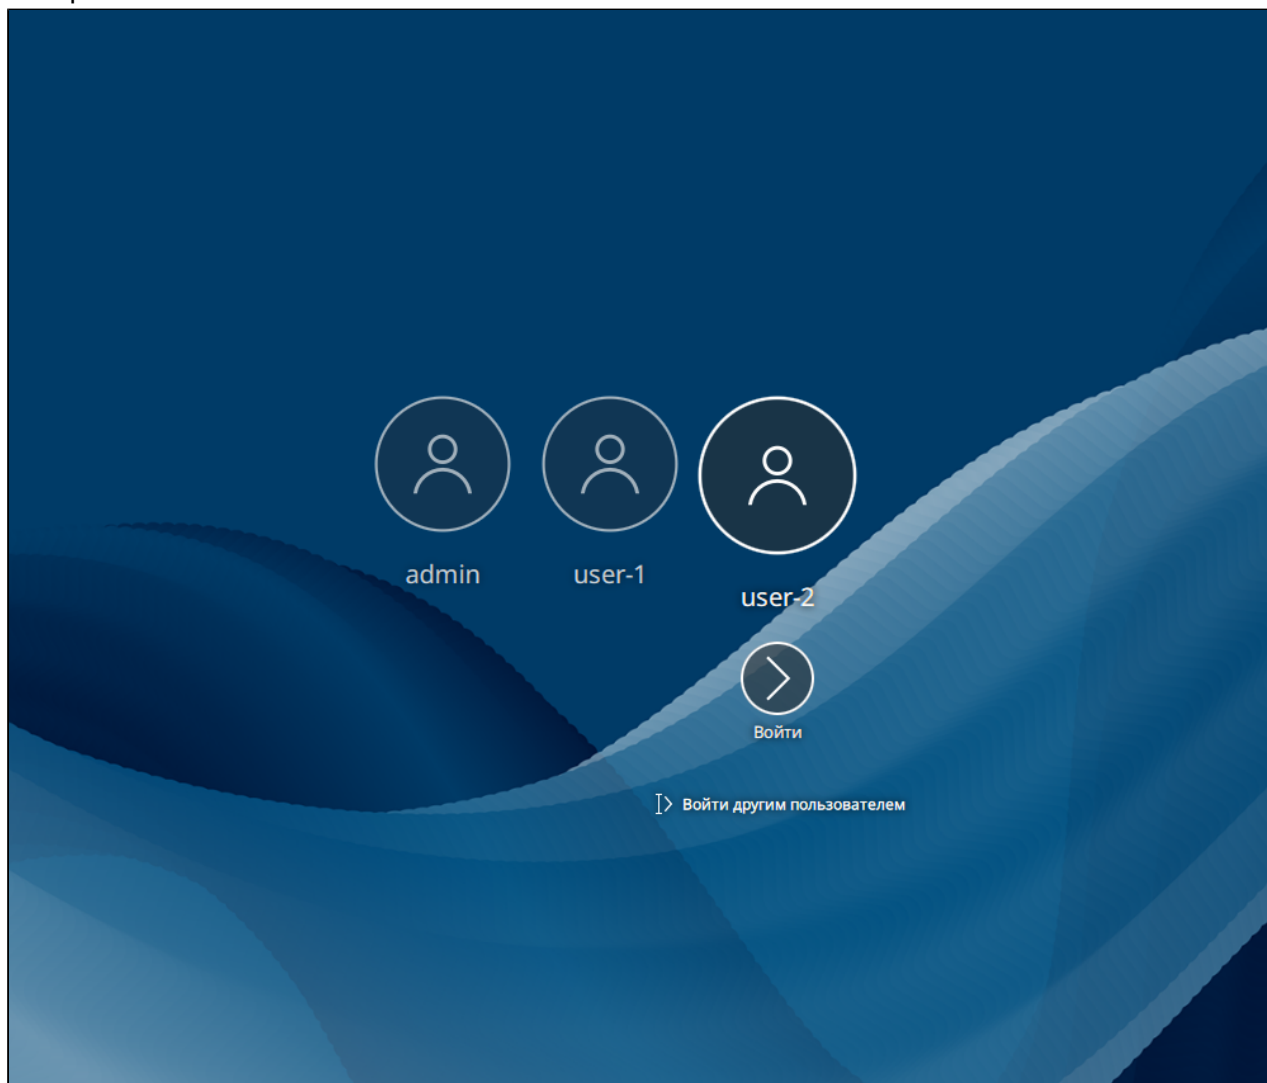 admin
user-1
user-2
Войти
Войти другим пользователем